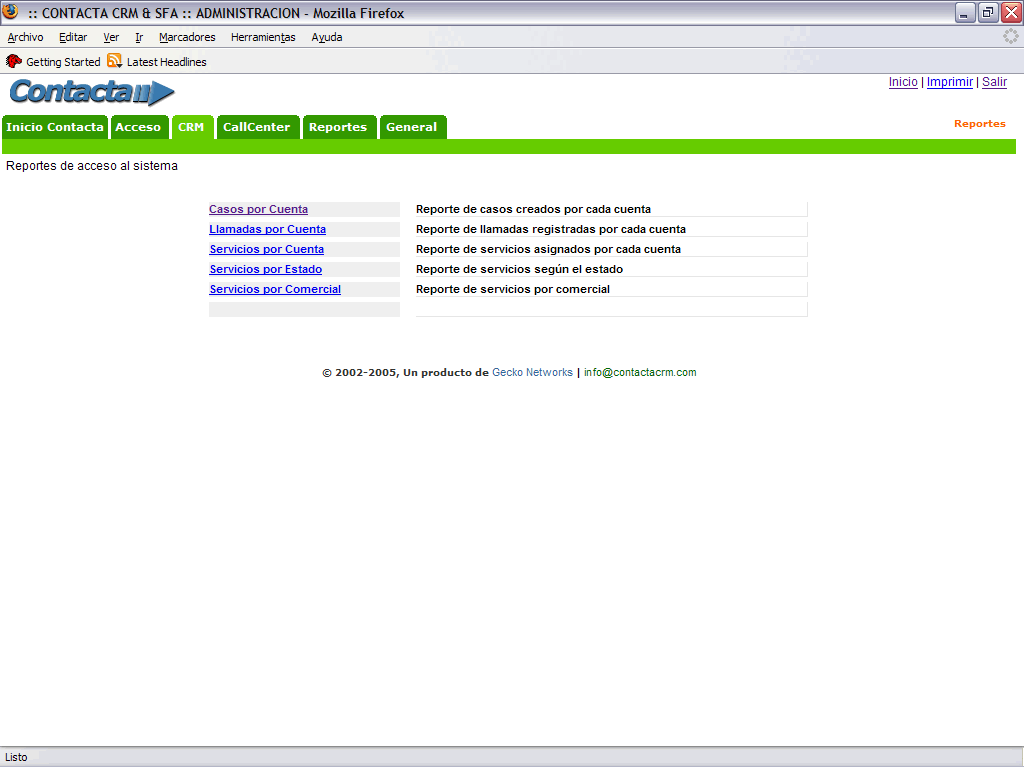 :: CONTACTA CRM & SFA :: ADMINISTRACION - Mozilla Firefox
Archivo Editar Ver Ir Marcadores Herramientas Ayuda
Getting Started Latest Headlines
Contacta
Inicio | Imprimir | Salir
Inicio Contacta Acceso CRM CallCenter Reportes General
Reportes
Reportes de acceso al sistema
Casos por Cuenta Reporte de casos creados por cada cuenta
Llamadas por Cuenta Reporte de llamadas registradas por cada cuenta
Servicios por Cuenta Reporte de servicios asignados por cada cuenta
Servicios por Estado Reporte de servicios según el estado
Servicios por Comercial Reporte de servicios por comercial
© 2002-2005, Un producto de Gecko Networks | info@contactacrm.com
Listo